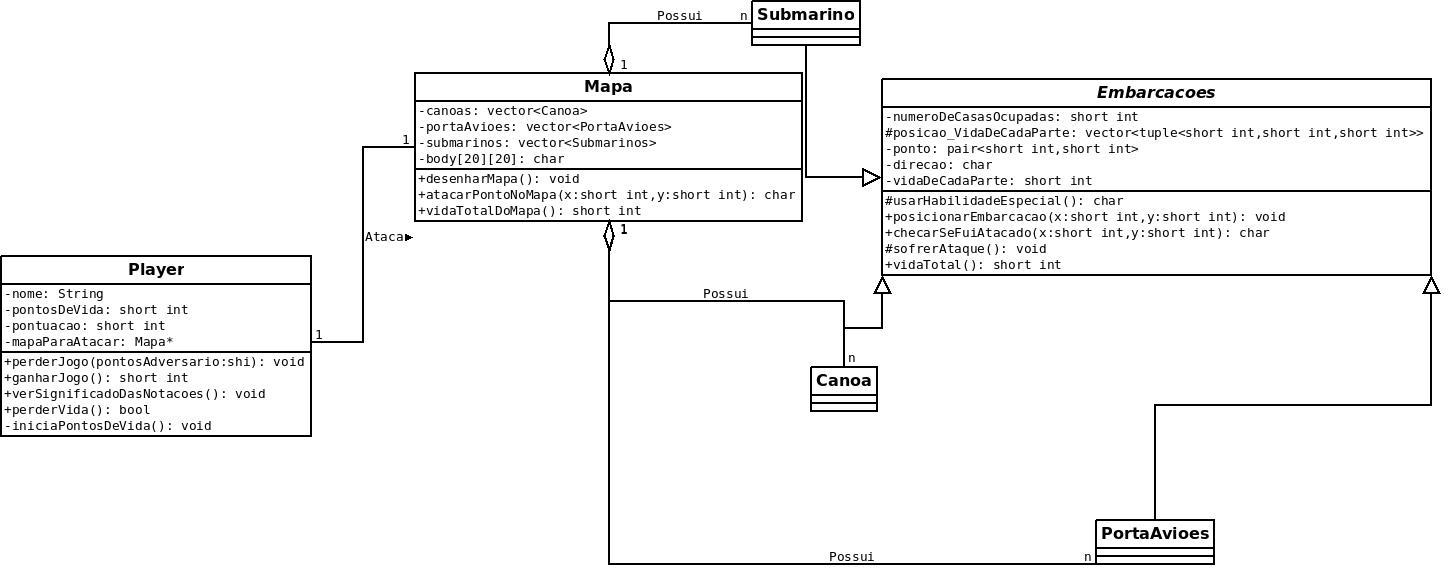 Possui
n
Submarino
1
Mapa
-canoas: vector<Canoa>
-portaAvioes: vector<PortaAvioes>
-submarinos: vector<Submarinos>
-body[20][20]: char
+desenharMapa(): void
+atacarPontoNoMapa(x:short int,y:short int): char
+vidaTotalDoMapa(): short int
1
1
Embarcacoes
-numeroDeCasasOcupadas: short int
#posicao_VidaDeCadaParte: vector<tuple<short int,short int,short int>>
-ponto: pair<short int,short int>
-direcao: char
-vidaDeCadaParte: short int
#usarHabilidadeEspecial(): char
+posicionarEmbarcacao(x:short int,y:short int): void
+checarSeFuiAtacado(x:short int,y:short int): char
#sofrerAtaque(): void
+vidaTotal(): short int
Ataca
Player
-nome: String
-pontosDeVida: short int
-pontuacao: short int
-mapaParaAtacar: Mapa*
+perderJogo(pontosAdversario:shi): void
+ganharJogo(): short int
+verSignificadoDasNotacoes(): void
+perderVida(): bool
-iniciaPontosDeVida(): void
1
Possui
n
Canoa
PortaAvioes
Possui
n